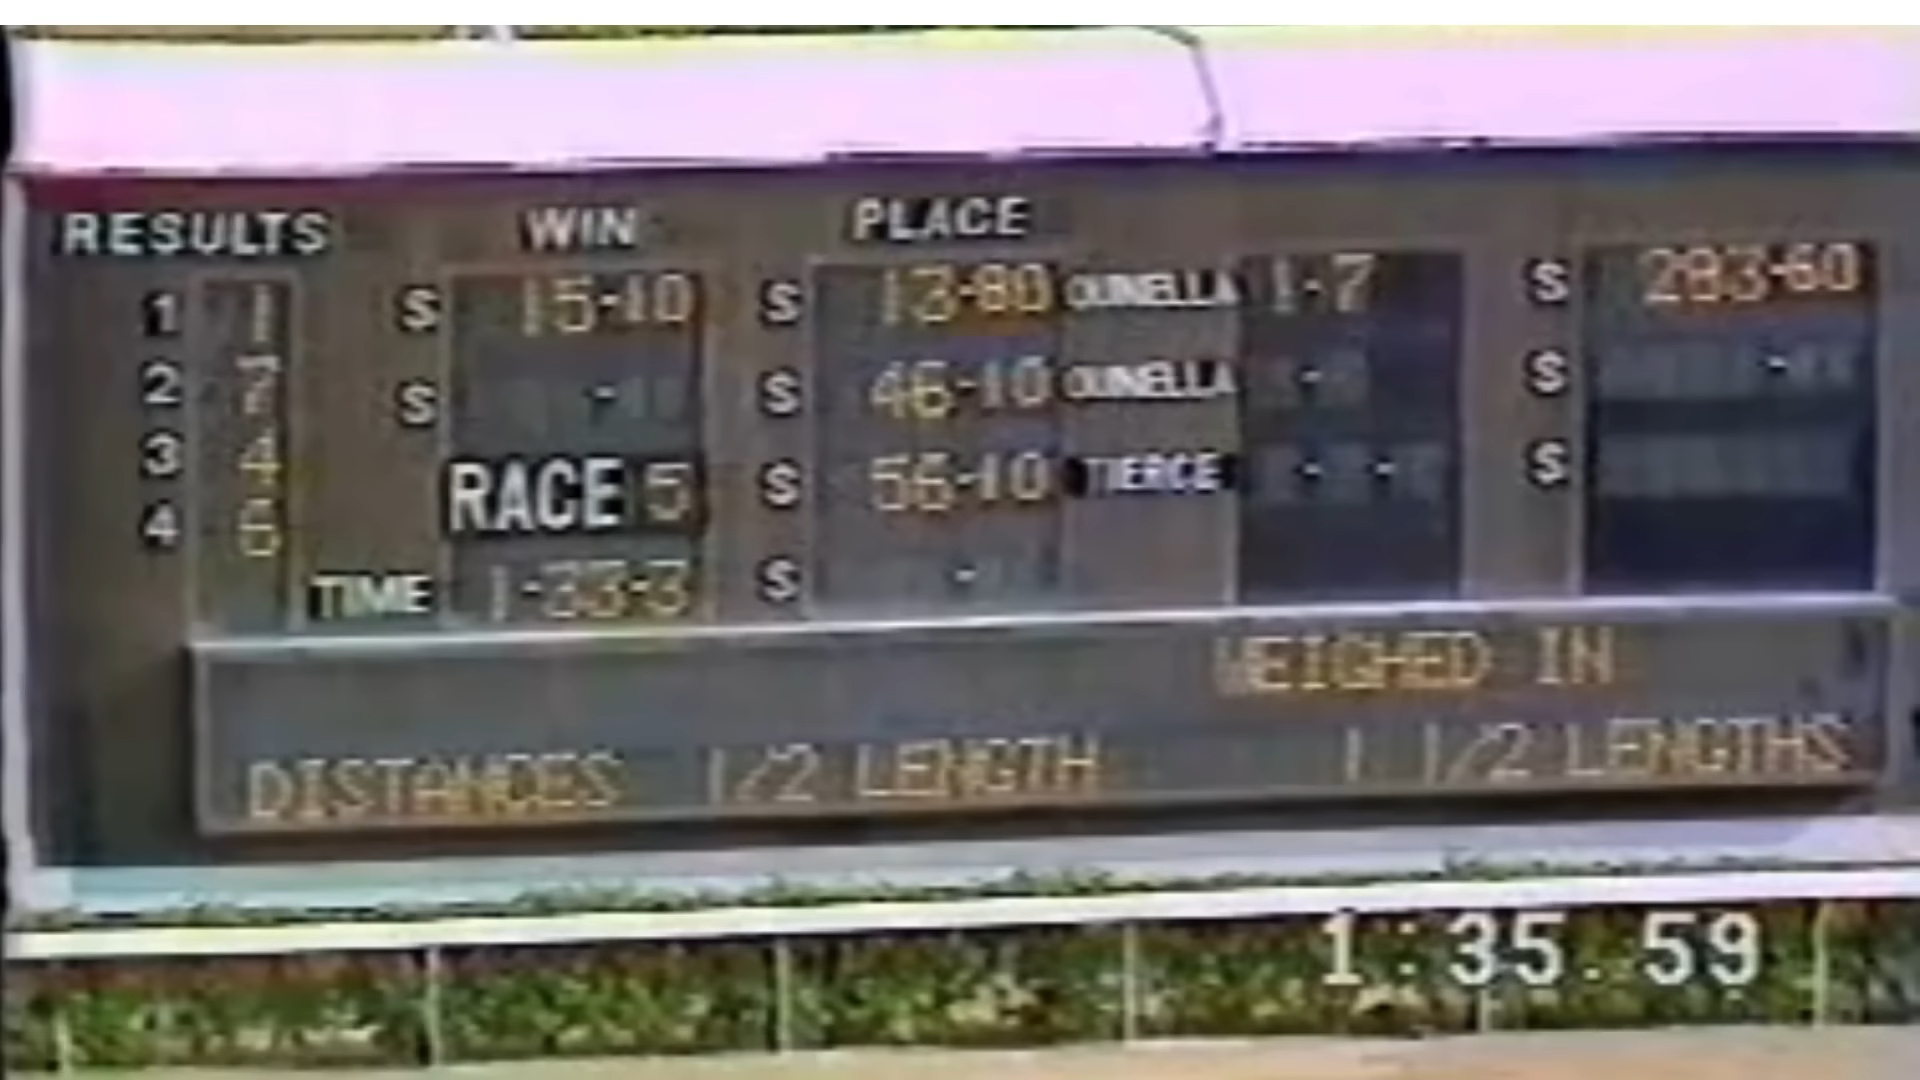 RESULTS WIN PLACE
1 1 $ 15-10 $ 13-80 QUINELLA 1-7 $ 283-60
2 7 $ - $ 46-10 QUINELLA - $ -
3 4 RACE 5 $ 56-10 TIERCE - - $
4 TIME 1-33-3 $ -
WEIGHED IN
DISTANCES 1/2 LENGTH 1 1/2 LENGTHS
1:35.59